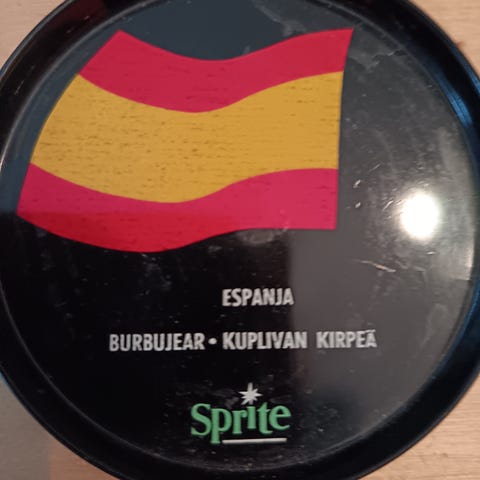 ESPANJA
BURBUJEAR • KUPLIVAN KIRPEÄ
Sprite